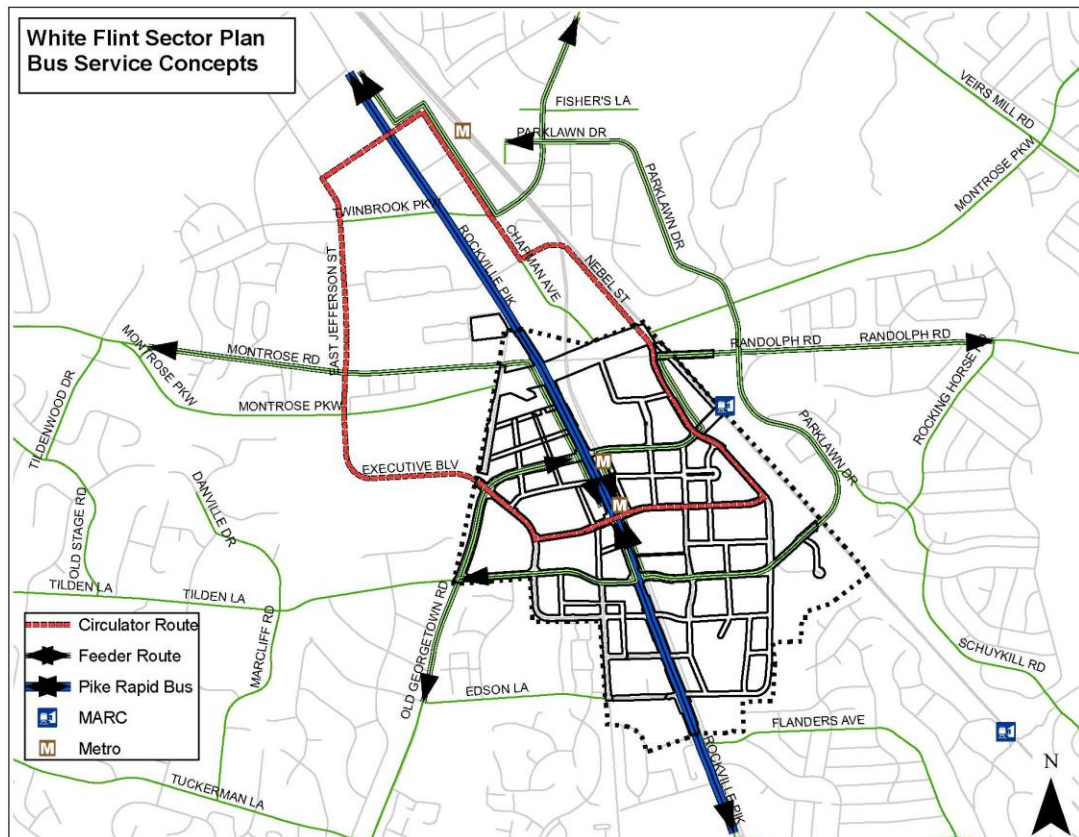 White Flint Sector Plan
Bus Service Concepts
FISHER'S LA
VEIRS MILL RD
M
PARKLAWN DR
MONTROSE PKW
PARKLAWN DR
TWINBROOK PKW
ROCKVILLE PIK
CHAPMAN AVE
NEBEL ST
EAST JEFFERSON ST
MONTROSE PKW
MONTROSE RD
RANDOLPH RD
RANDOLPH RD
ROCKING HORSE R
TILDENWOOD DR
MONTROSE PKW
PARKLAWN DR
EXECUTIVE BLV
M
M
DANVILLE DR
OLD STAGE RD
TILDEN LA
TILDEN LA
MARCLIFF RD
OLD GEORGETOWN RD
SCHUYKILL RD
EDSON LA
FLANDERS AVE
ROCKVILLE PIK
TUCKERMAN LA
Circulator Route
Feeder Route
Pike Rapid Bus
MARC
M Metro
N